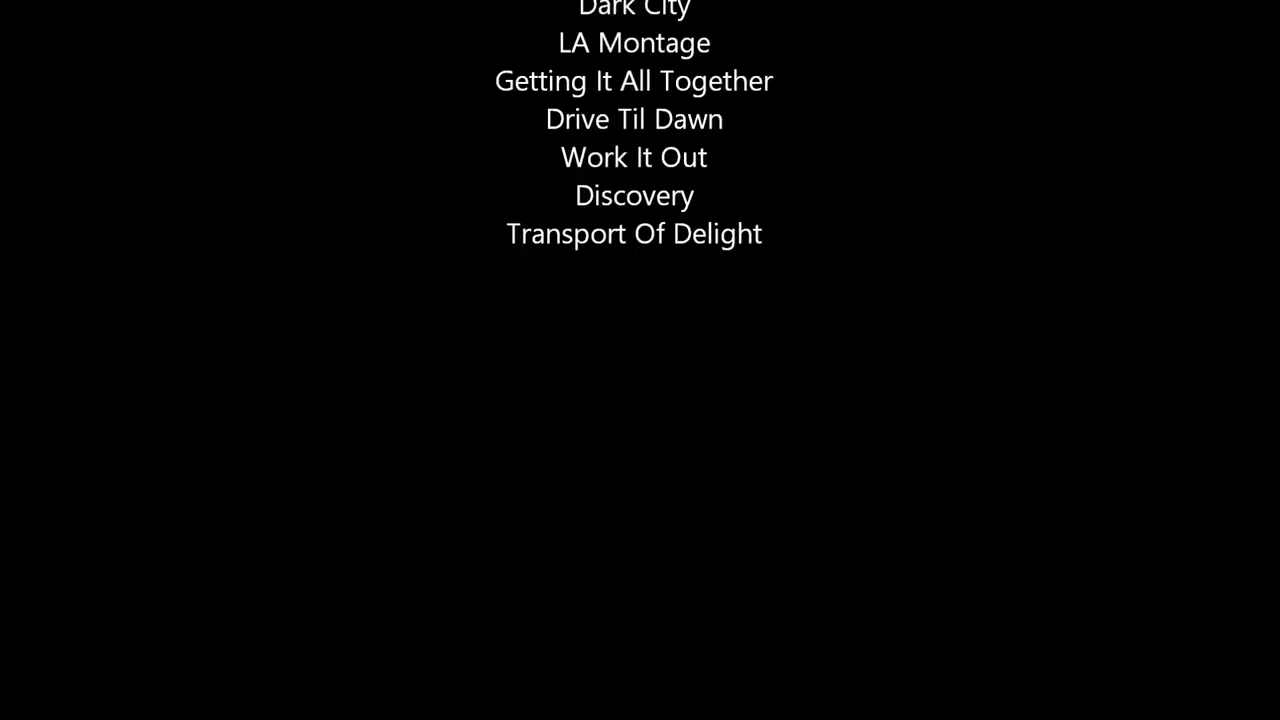 Dark City
LA Montage
Getting It All Together
Drive Til Dawn
Work It Out
Discovery
Transport Of Delight